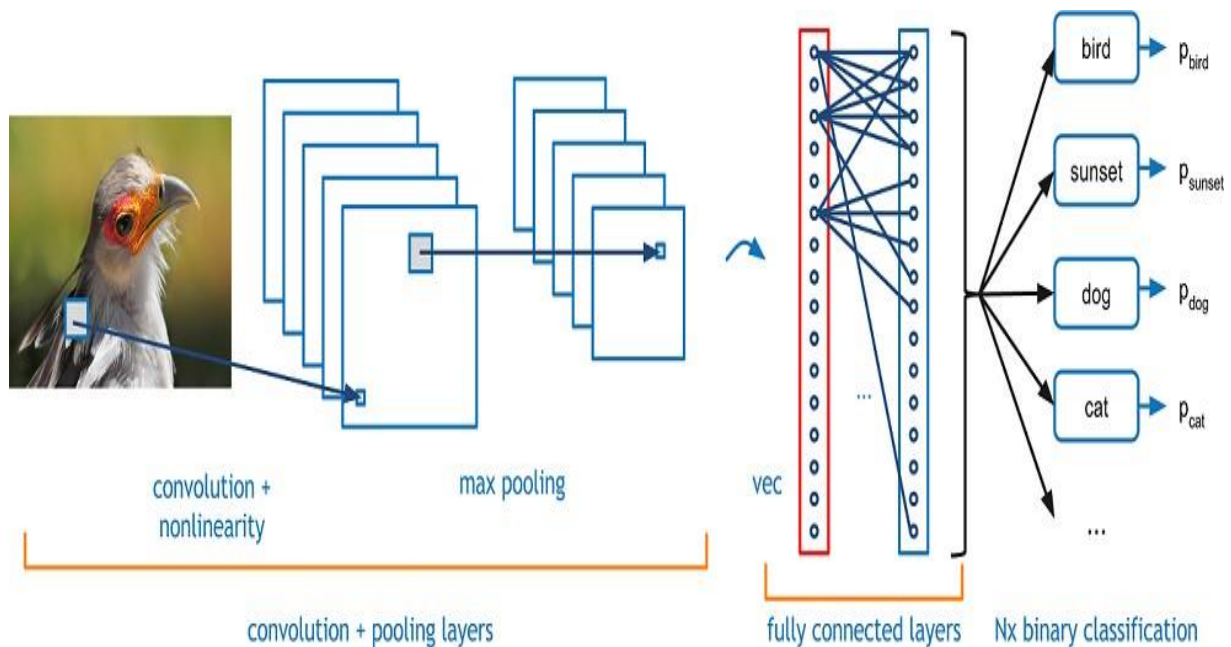 bird
p_bird
sunset
p_sunset
dog
p_dog
cat
p_cat
...
...
convolution +
nonlinearity
max pooling
vec
convolution + pooling layers
fully connected layers
Nx binary classification